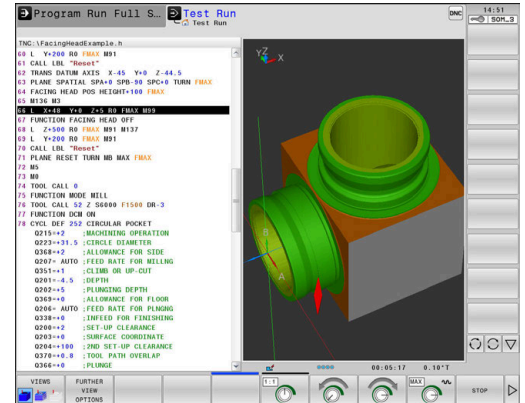 Program Run Full S...
Test Run
Test Run
DNC
14:51
SOM_3
TNC:\FacingHeadExample.h
60 L Y+200 R0 FMAX M91
61 CALL LBL "Reset"
62 TRANS DATUM AXIS X-45 Y+0 Z-44.5
63 PLANE SPATIAL SPA+0 SPB-90 SPC+0 TURN FMAX
64 FACING HEAD POS HEIGHT+100 FMAX
65 M136 M3
66 L X+48 Y+0 Z+5 R0 FMAX M99
67 FUNCTION FACING HEAD OFF
68 L Z+500 R0 FMAX M91 M137
69 L Y+200 R0 FMAX M91
70 CALL LBL "Reset"
71 PLANE RESET TURN MB MAX FMAX
72 M5
73 M0
74 TOOL CALL 0
75 FUNCTION MODE MILL
76 TOOL CALL 52 Z S6000 F1500 DR-3
77 FUNCTION DCM ON
78 CYCL DEF 252 CIRCULAR POCKET
Q215=+2 ;MACHINING OPERATION
Q223=+31.5 ;CIRCLE DIAMETER
Q368=+2 ;ALLOWANCE FOR SIDE
Q207= AUTO ;FEED RATE FOR MILLNG
Q351=+1 ;CLIMB OR UP-CUT
Q201=-4.5 ;DEPTH
Q202=+5 ;PLUNGING DEPTH
Q369=+0 ;ALLOWANCE FOR FLOOR
Q206= AUTO ;FEED RATE FOR PLNGNG
Q338=+0 ;INFEED FOR FINISHING
Q200=+2 ;SET-UP CLEARANCE
Q203=+0 ;SURFACE COORDINATE
Q204=+100 ;2ND SET-UP CLEARANCE
Q370=+0.8 ;TOOL PATH OVERLAP
Q366=+0 ;PLUNGE
YZ X
A
00:05:17 0.10*T
VIEWS
FURTHER
VIEW
OPTIONS
1:1
MAX
STOP